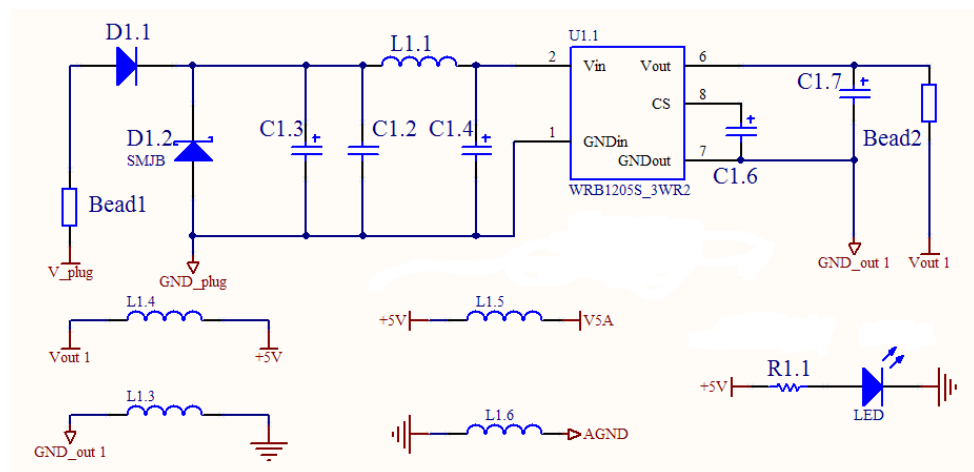 D1.1
L1.1
U1.1
2
Vin
Vout
6
C1.7
CS
8
D1.2
SMJB
C1.3
C1.2
C1.4
1
GNDin
GNDout
7
Bead2
C1.6
WRB1205S_3WR2
Bead1
V_plug
GND_plug
GND_out 1
Vout 1
L1.4
L1.5
Vout 1
+5V
+5V
V5A
R1.1
+5V
LED
L1.3
L1.6
GND_out 1
AGND